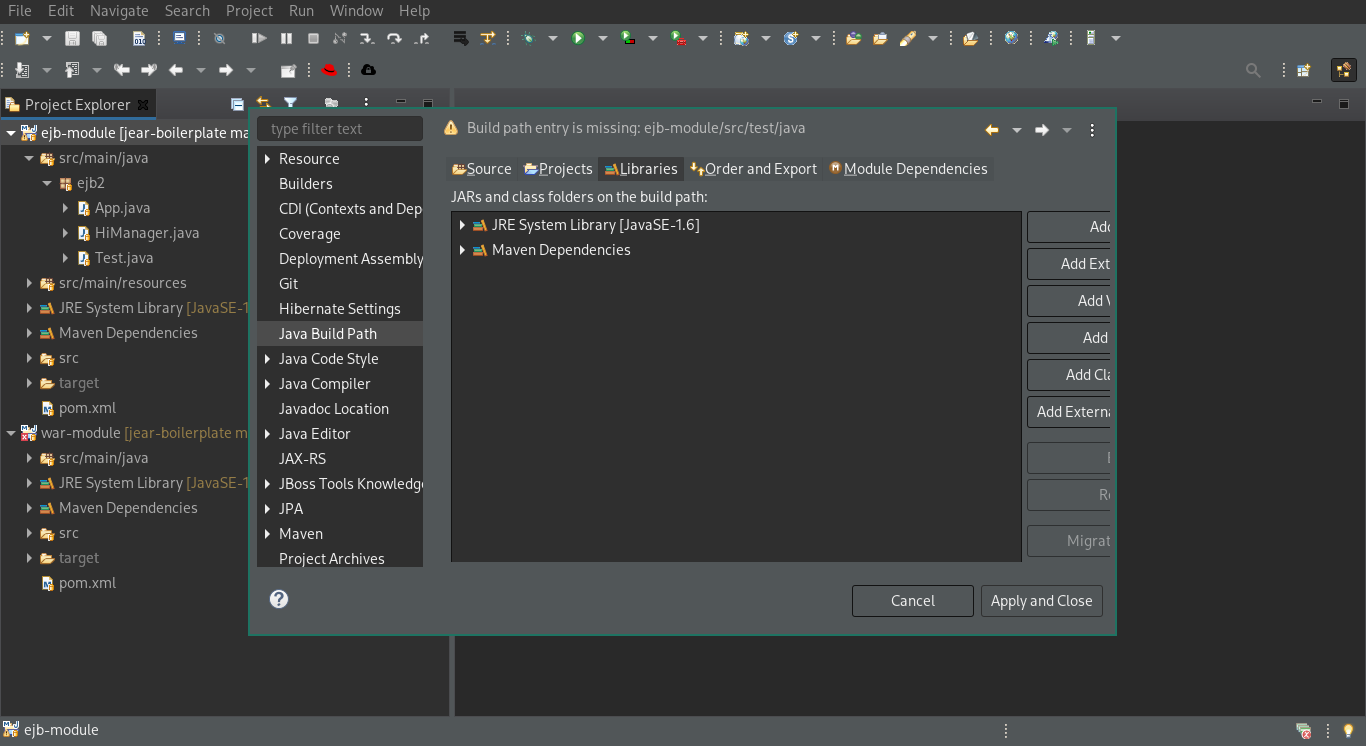 File Edit Navigate Search Project Run Window Help
Project Explorer
ejb-module [jear-boilerplate ma
src/main/java
ejb2
App.java
HiManager.java
Test.java
src/main/resources
JRE System Library [JavaSE-1
Maven Dependencies
src
target
pom.xml
war-module [jear-boilerplate m
src/main/java
JRE System Library [JavaSE-1
Maven Dependencies
src
target
pom.xml
type filter text
Resource
Builders
CDI (Contexts and Dep
Coverage
Deployment Assembly
Git
Hibernate Settings
Java Build Path
Java Code Style
Java Compiler
Javadoc Location
Java Editor
JAX-RS
JBoss Tools Knowledge
JPA
Maven
Project Archives
Build path entry is missing: ejb-module/src/test/java
Source Projects Libraries Order and Export Module Dependencies
JARs and class folders on the build path:
JRE System Library [JavaSE-1.6]
Maven Dependencies
Add
Add Ext
Add V
Add
Add Cla
Add Externa
E
Re
Migrat
Cancel Apply and Close
ejb-module